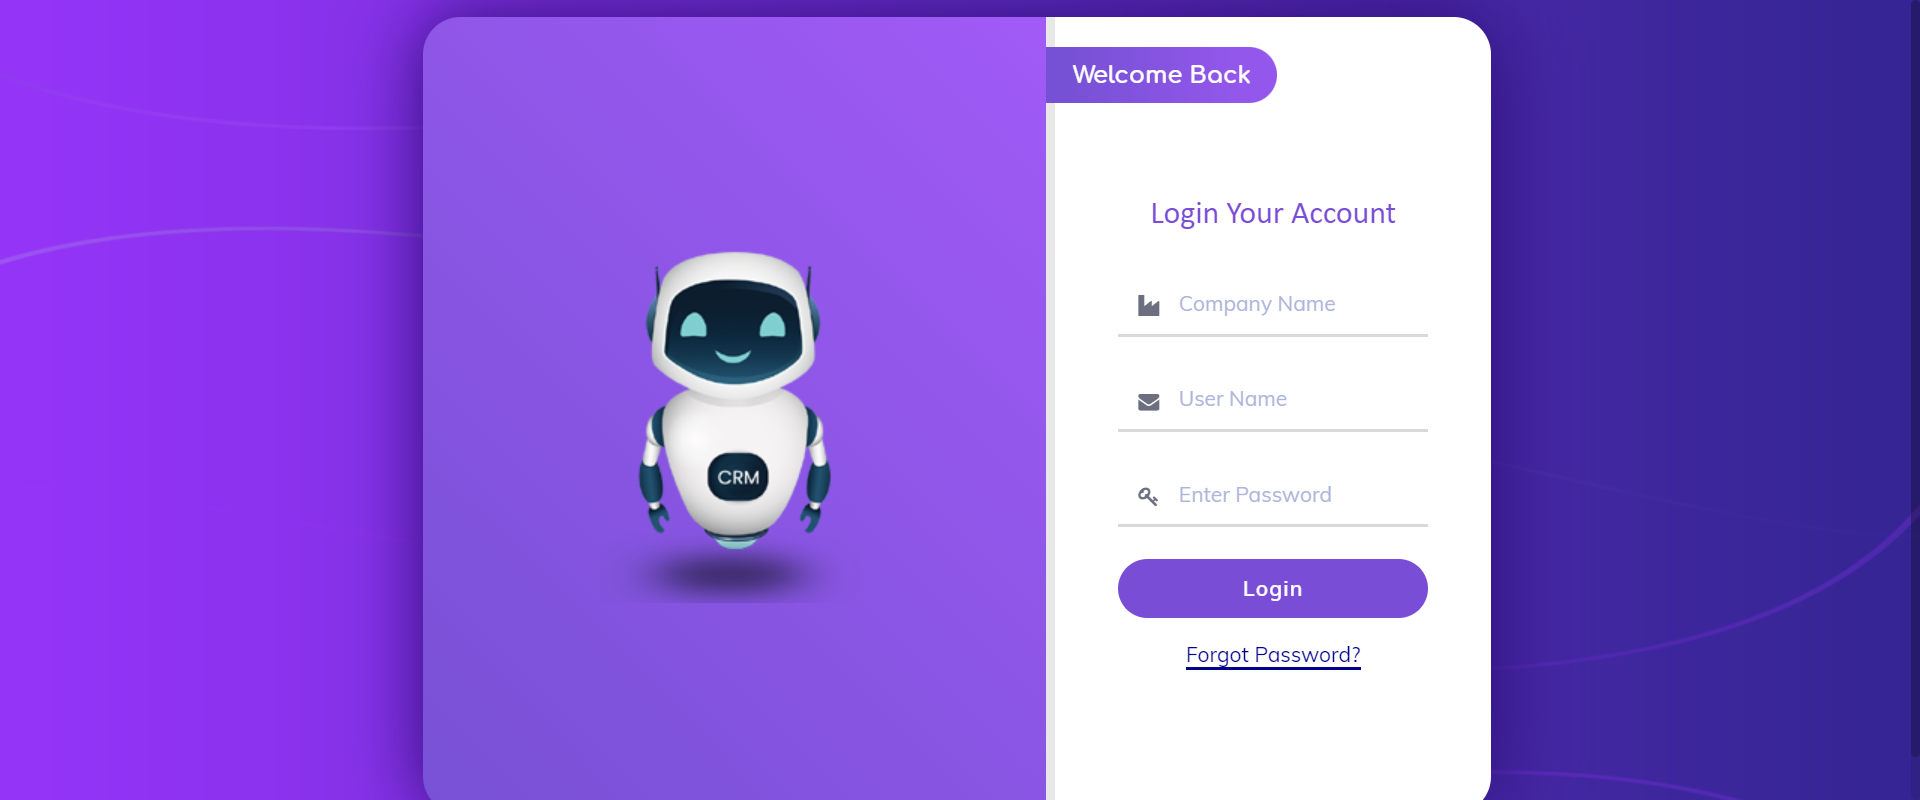 Welcome Back
Login Your Account
Company Name
User Name
Enter Password
CRM
Login
Forgot Password?